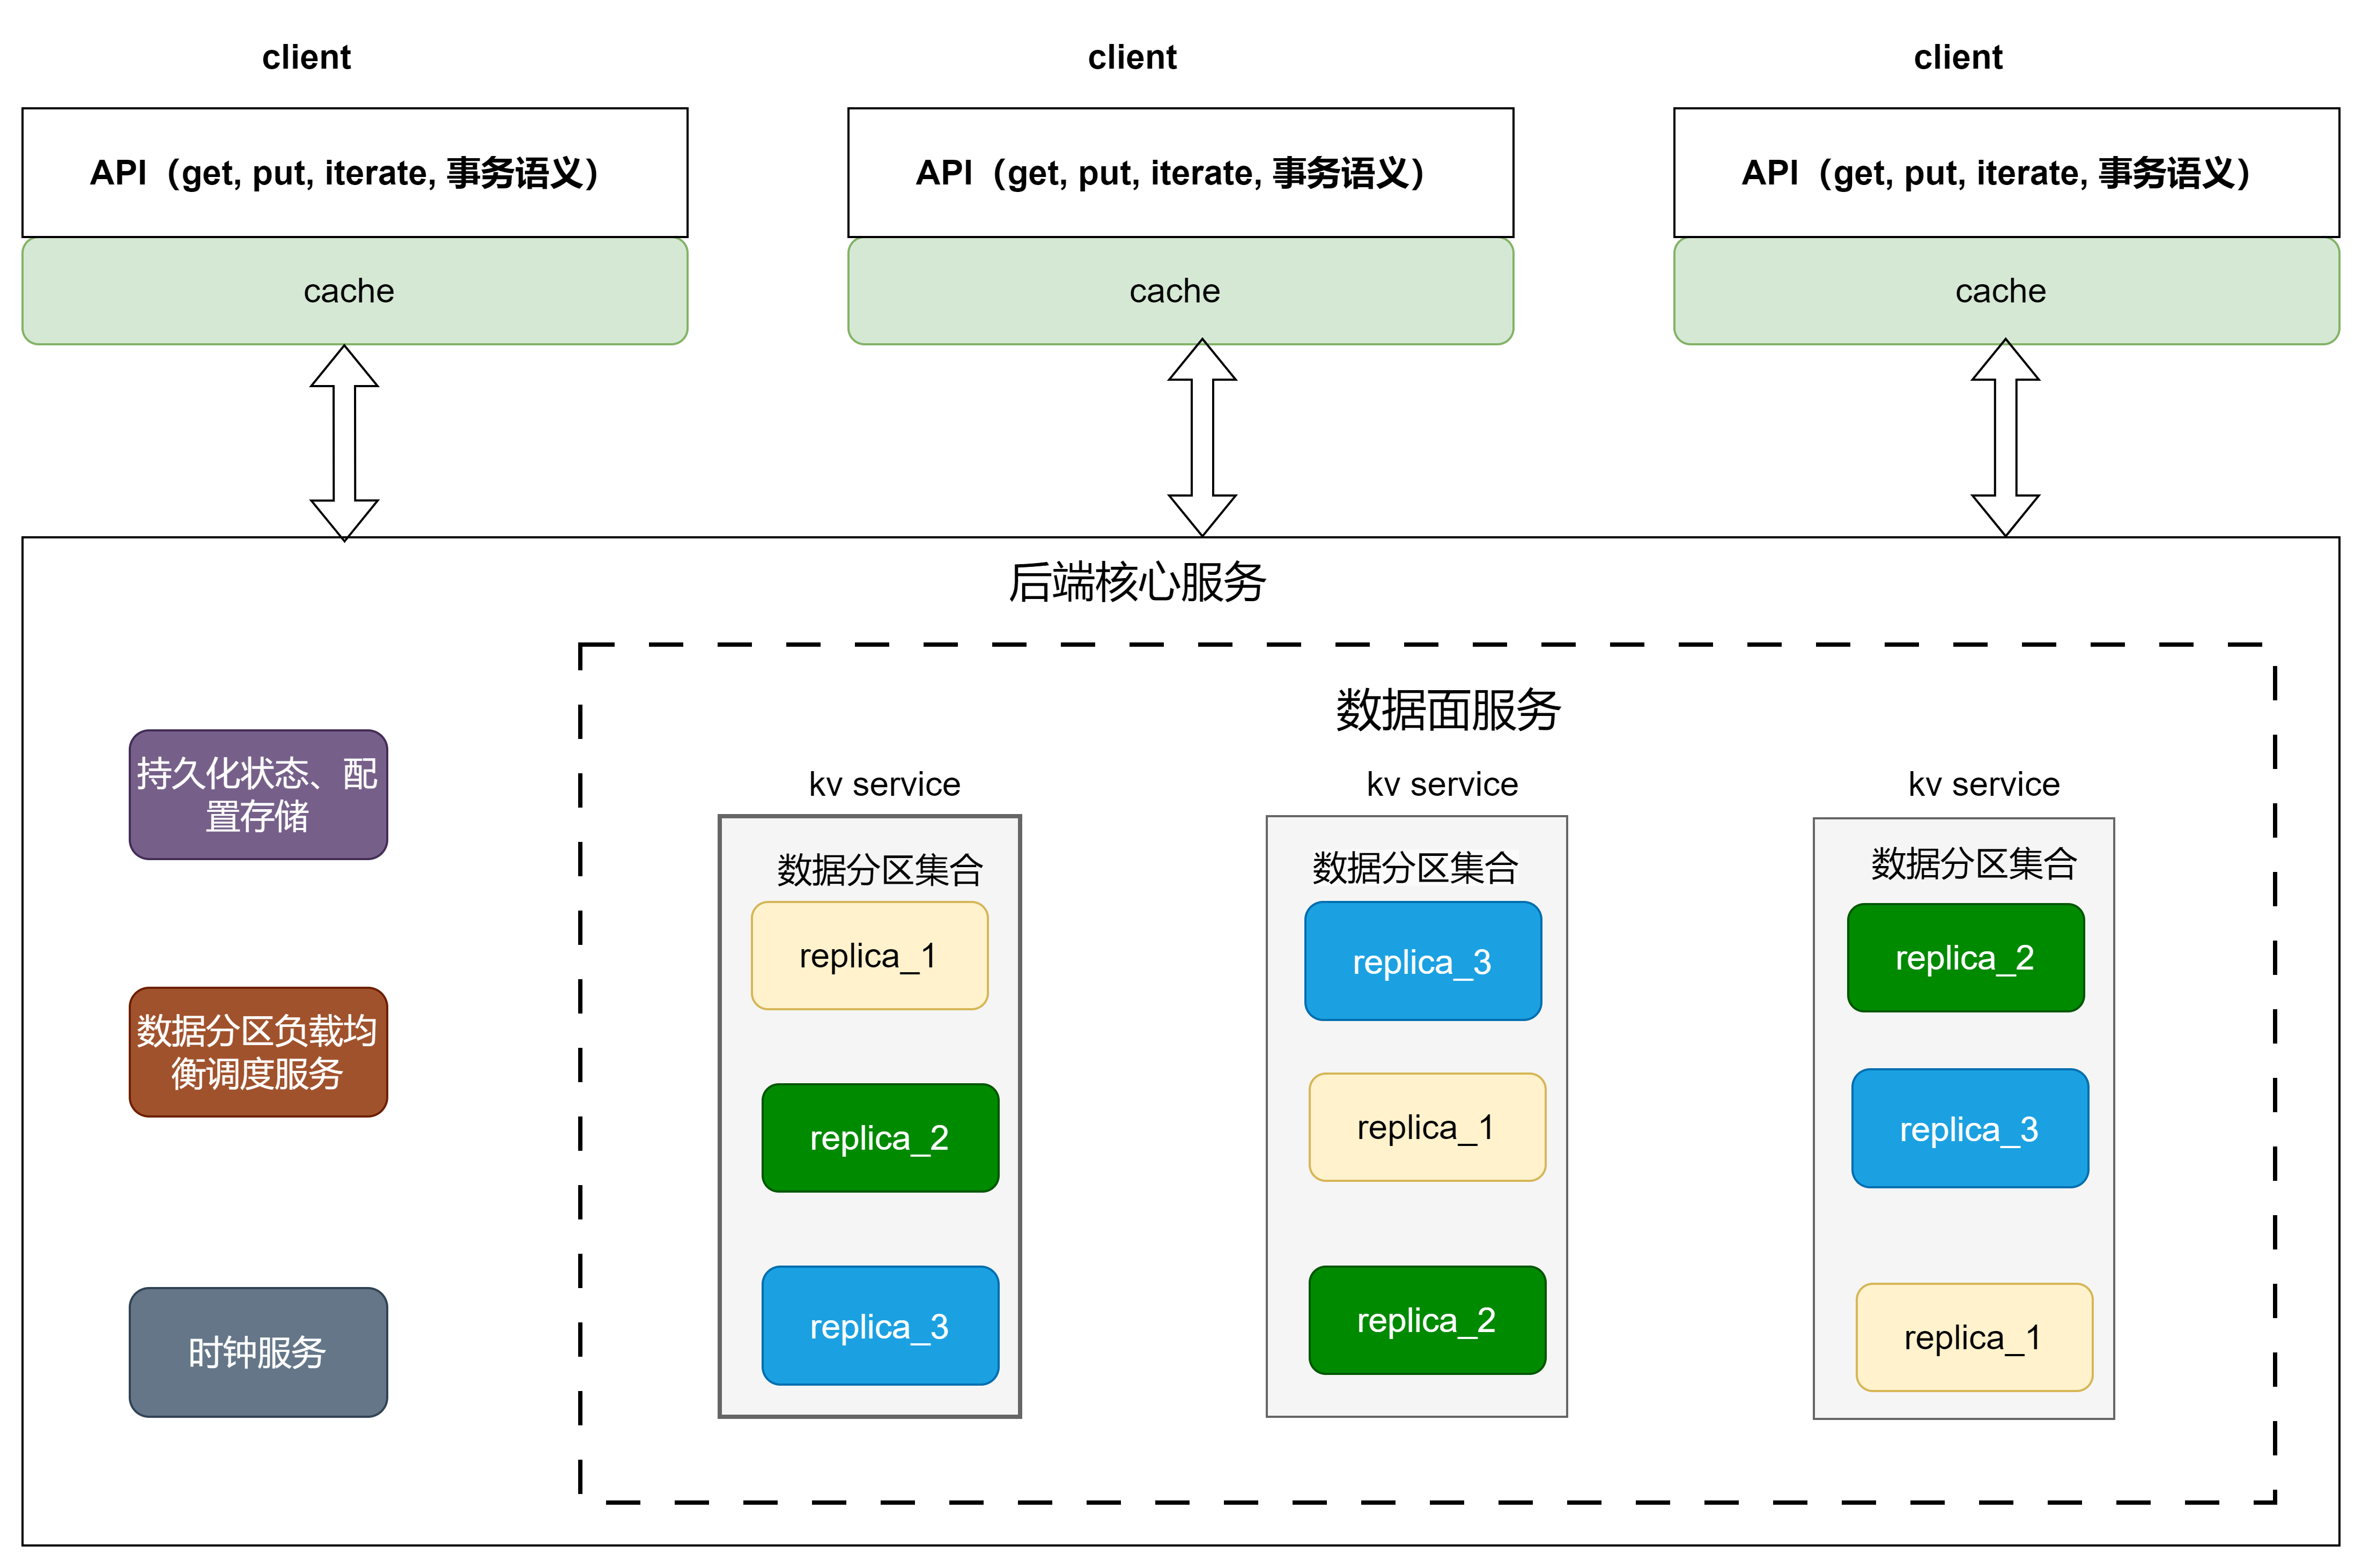 client
client
client
API（get, put, iterate, 事务语义）
API（get, put, iterate, 事务语义）
API（get, put, iterate, 事务语义）
cache
cache
cache
后端核心服务
持久化状态、配
置存储
数据分区负载均
衡调度服务
时钟服务
数据面服务
kv service
数据分区集合
replica_1
replica_2
replica_3
kv service
数据分区集合
replica_3
replica_1
replica_2
kv service
数据分区集合
replica_2
replica_3
replica_1